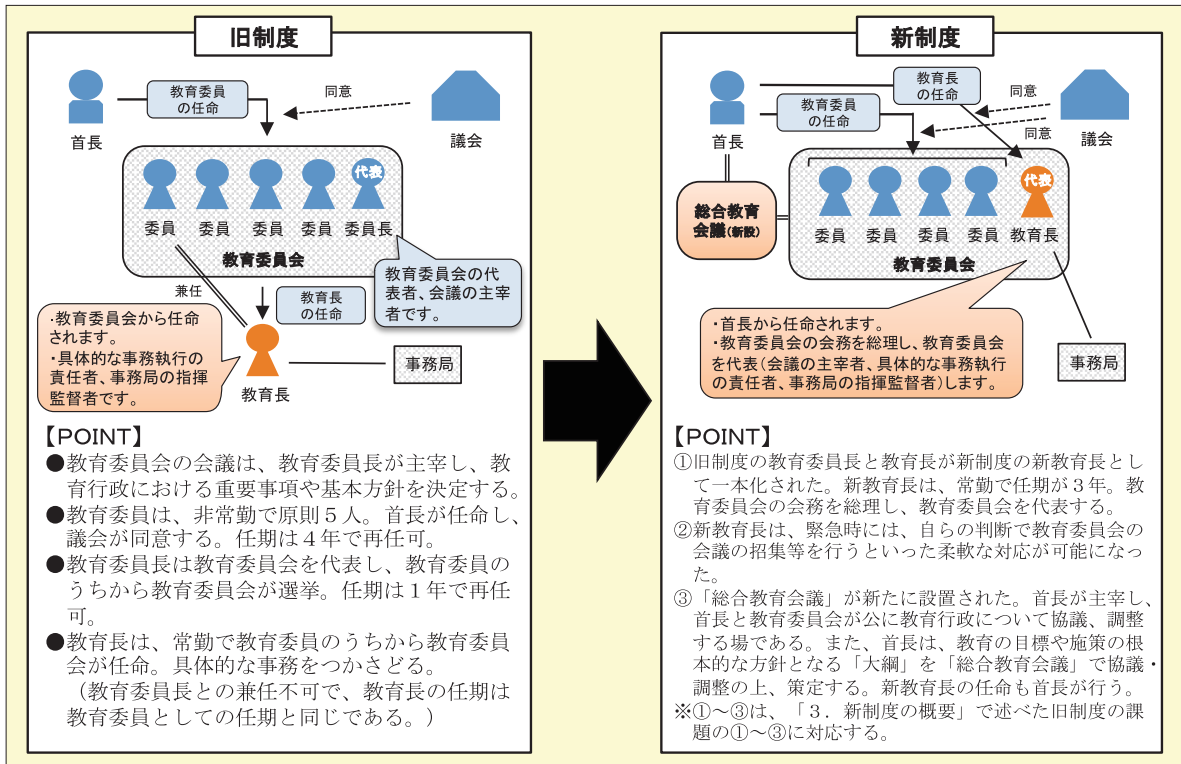 旧制度
教育委員
の任命
同意
首長
議会
代表
委員 委員 委員 委員 委員長
教育委員会
兼任
教育長
の任命
教育委員会の代
表者、会議の主宰
者です。
・教育委員会から任命
されます。
・具体的な事務執行の
責任者、事務局の指揮
監督者です。
教育長
事務局
【POINT】
●教育委員会の会議は、教育委員長が主宰し、教
育行政における重要事項や基本方針を決定する。
●教育委員は、非常勤で原則5人。首長が任命し、
議会が同意する。任期は4年で再任可。
●教育委員長は教育委員会を代表し、教育委員の
うちから教育委員会が選挙。任期は1年で再任
可。
●教育長は、常勤で教育委員のうちから教育委員
会が任命。具体的な事務をつかさどる。
（教育委員長との兼任不可で、教育長の任期は
教育委員としての任期と同じである。）
新制度
教育長
の任命
教育委員
の任命
同意
同意
首長
議会
総合教育
会議(新設)
代表
委員 委員 委員 委員 教育長
教育委員会
・首長から任命されます。
・教育委員会の会務を総理し、教育委員会
を代表(会議の主宰者、具体的な事務執行
の責任者、事務局の指揮監督者)します。
事務局
【POINT】
①旧制度の教育委員長と教育長が新制度の新教育長とし
て一本化された。新教育長は、常勤で任期が3年。教
育委員会の会務を総理し、教育委員会を代表する。
②新教育長は、緊急時には、自らの判断で教育委員会の
会議の招集等を行うといった柔軟な対応が可能になっ
た。
③「総合教育会議」が新たに設置された。首長が主宰し、
首長と教育委員会が公に教育行政について協議、調整
する場である。また、首長は、教育の目標や施策の根
本的な方針となる「大綱」を「総合教育会議」で協議・
調整の上、策定する。新教育長の任命も首長が行う。
※①～③は、「3．新制度の概要」で述べた旧制度の課
題の①～③に対応する。